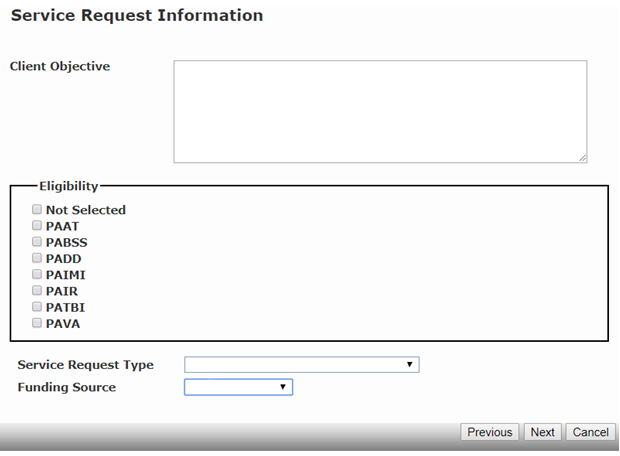 Service Request Information
Client Objective
Eligibility
Not Selected
PAAT
PABSS
PADD
PAIMI
PAIR
PATBI
PAVA
Service Request Type
Funding Source
Previous Next Cancel